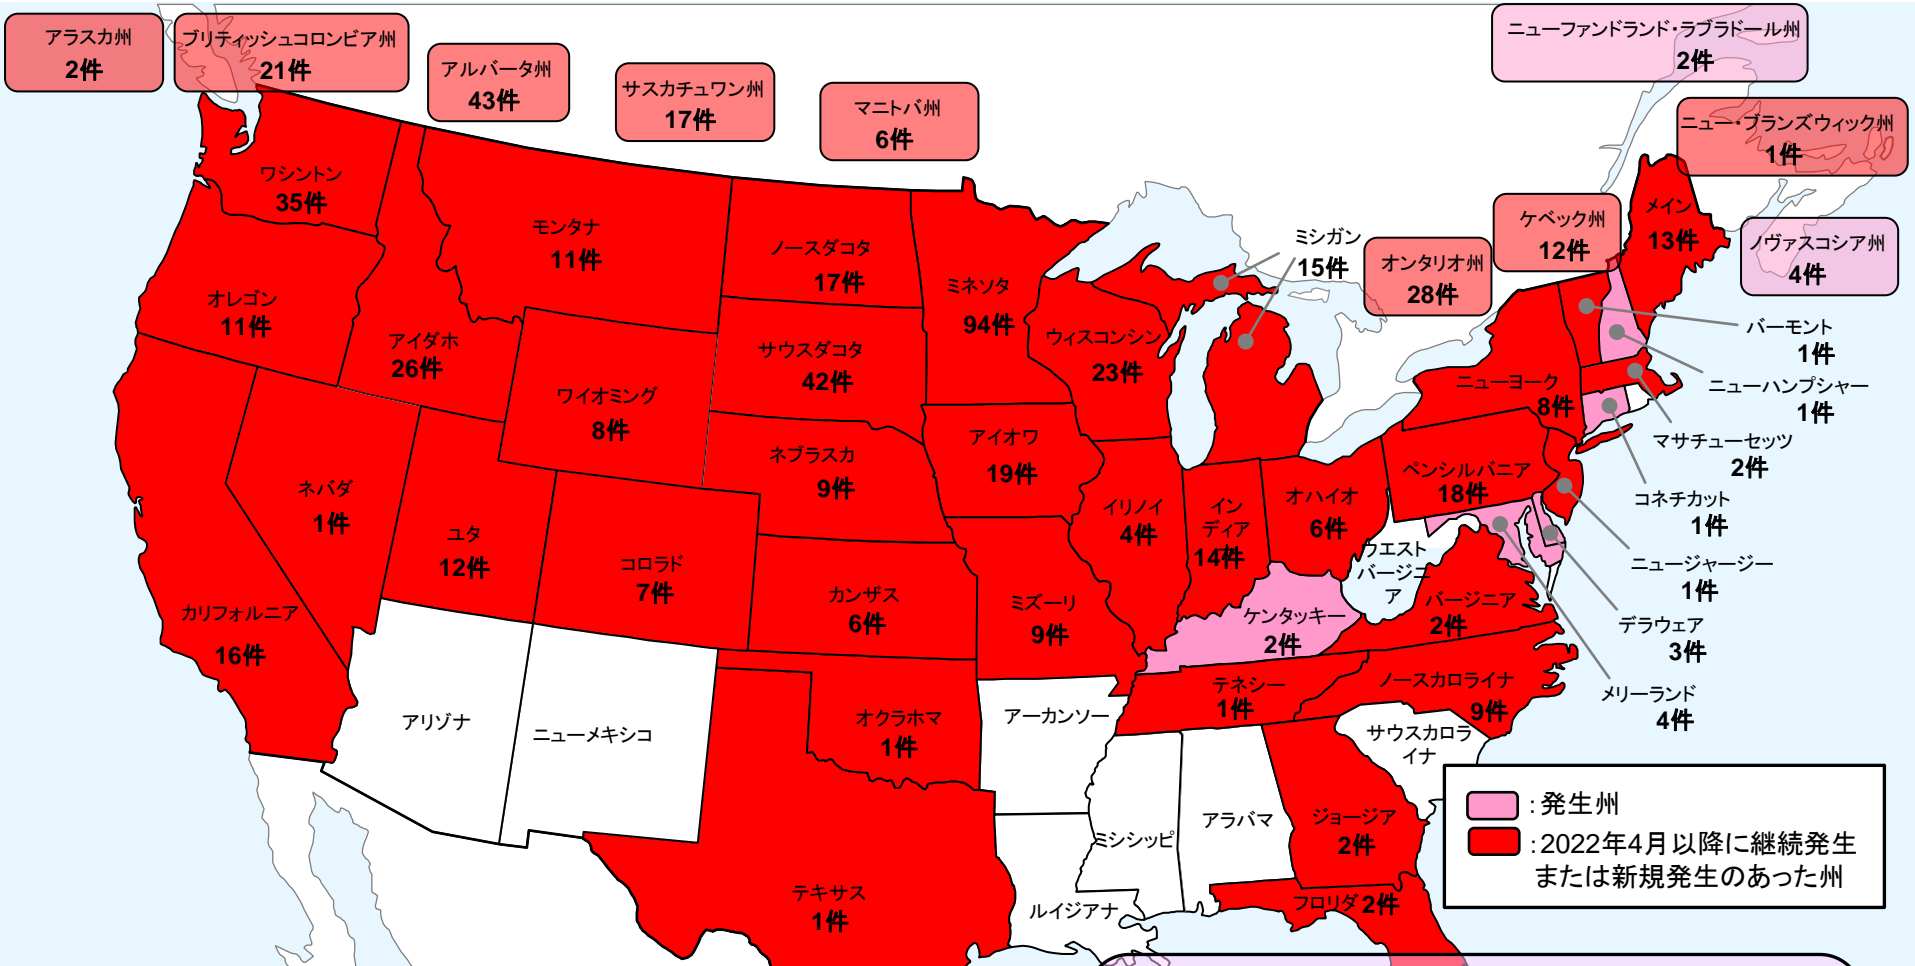 アラスカ州
2件
ブリティッシュコロンビア州
21件
アルバータ州
43件
サスカチュワン州
17件
マニトバ州
6件
ニューファンドランド・ラブラドール州
2件
ニュー・ブランズウィック州
1件
ケベック州
12件
ノヴァスコシア州
4件
オンタリオ州
28件
ワシントン
35件
モンタナ
11件
ノースダコタ
17件
ミネソタ
94件
ミシガン
15件
メイン
13件
オレゴン
11件
アイダホ
26件
ワイオミング
8件
サウスダコタ
42件
ウィスコンシン
23件
ニューヨーク
8件
バーモント
1件
ニューハンプシャー
1件
マサチューセッツ
2件
コネチカット
1件
ニュージャージー
1件
デラウェア
3件
メリーランド
4件
ネバダ
1件
ユタ
12件
コロラド
7件
ネブラスカ
9件
アイオワ
19件
イリノイ
4件
イン
ディア
14件
オハイオ
6件
ペンシルバニア
18件
ウエスト
バージニ
ア
バージニア
2件
カリフォルニア
16件
カンザス
6件
ミズーリ
9件
ケンタッキー
2件
テネシー
1件
ノースカロライナ
9件
アリゾナ
ニューメキシコ
オクラホマ
1件
アーカンソー
サウスカロラ
イナ
ミシシッピ
アラバマ
ジョージア
2件
テキサス
1件
ルイジアナ
フロリダ 2件
：発生州
：2022年4月以降に継続発生
または新規発生のあった州